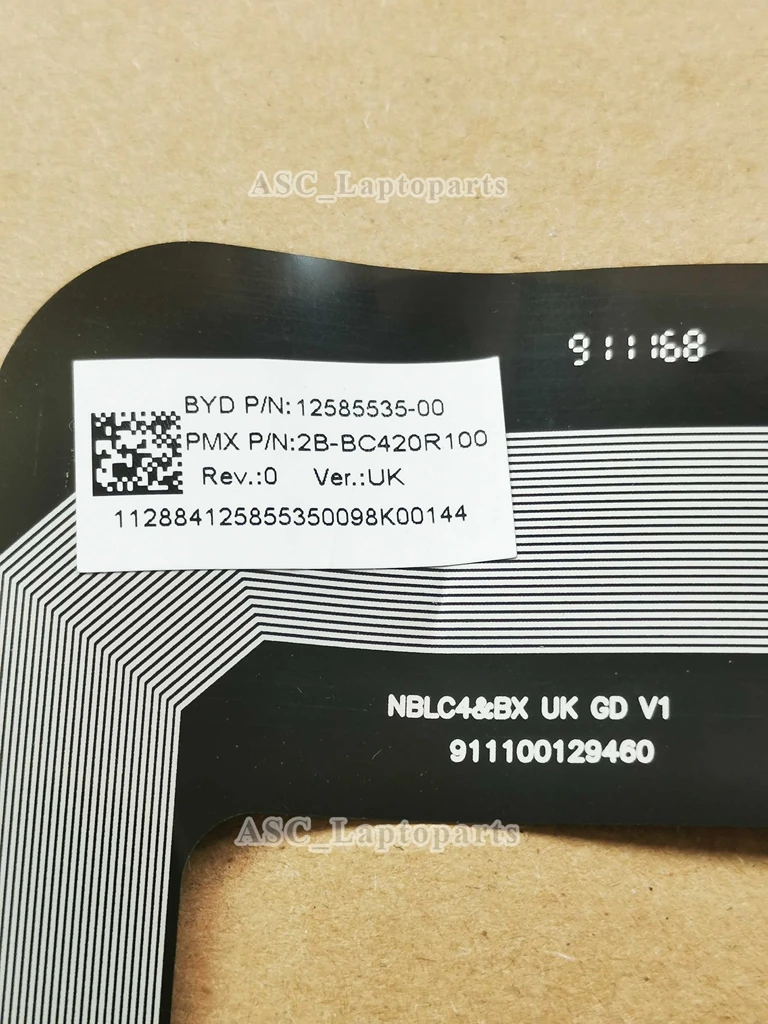 ASC_Laptoparts
911168
BYD P/N:12585535-00
PMX P/N:2B-BC420R100
Rev.:0 Ver.:UK
112884125855350098K00144
NBLC4&BX UK GD V1
911100129460
ASC_Laptoparts